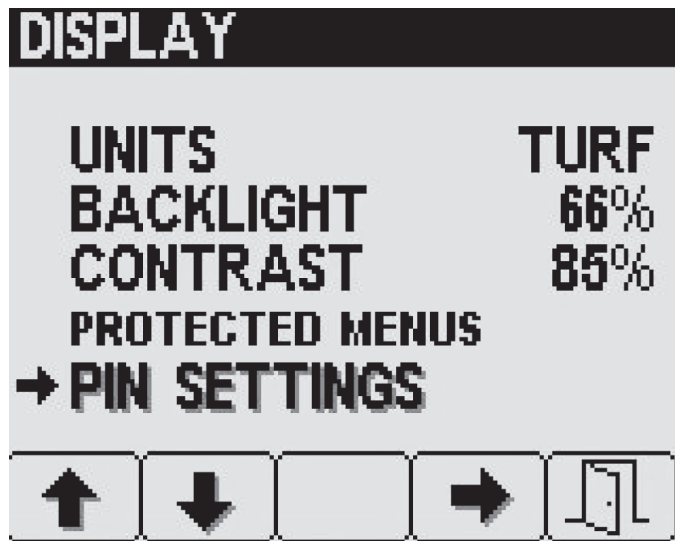 DISPLAY
UNITS TURF
BACKLIGHT 66%
CONTRAST 85%
PROTECTED MENUS
PIN SETTINGS